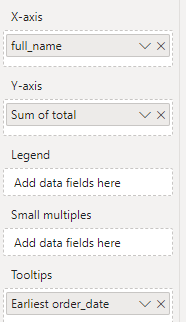 X-axis
full_name
Y-axis
Sum of total
Legend
Add data fields here
Small multiples
Add data fields here
Tooltips
Earliest order_date